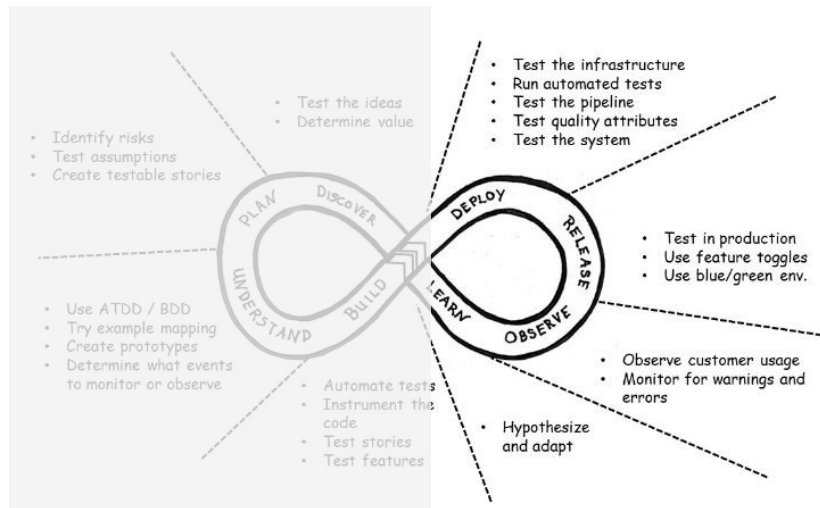 • Test the ideas
• Determine value
• Identify risks
• Test assumptions
• Create testable stories
• Use ATDD / BDD
• Try example mapping
• Create prototypes
• Determine what events
to monitor or observe
• Automate tests
• Instrument the
code
• Test stories
• Test features
PLAN
DISCOVER
UNDERSTAND
BUILD
DEPLOY
RELEASE
OBSERVE
LEARN
• Test the infrastructure
• Run automated tests
• Test the pipeline
• Test quality attributes
• Test the system
• Test in production
• Use feature toggles
• Use blue/green env.
• Observe customer usage
• Monitor for warnings and
errors
• Hypothesize
and adapt